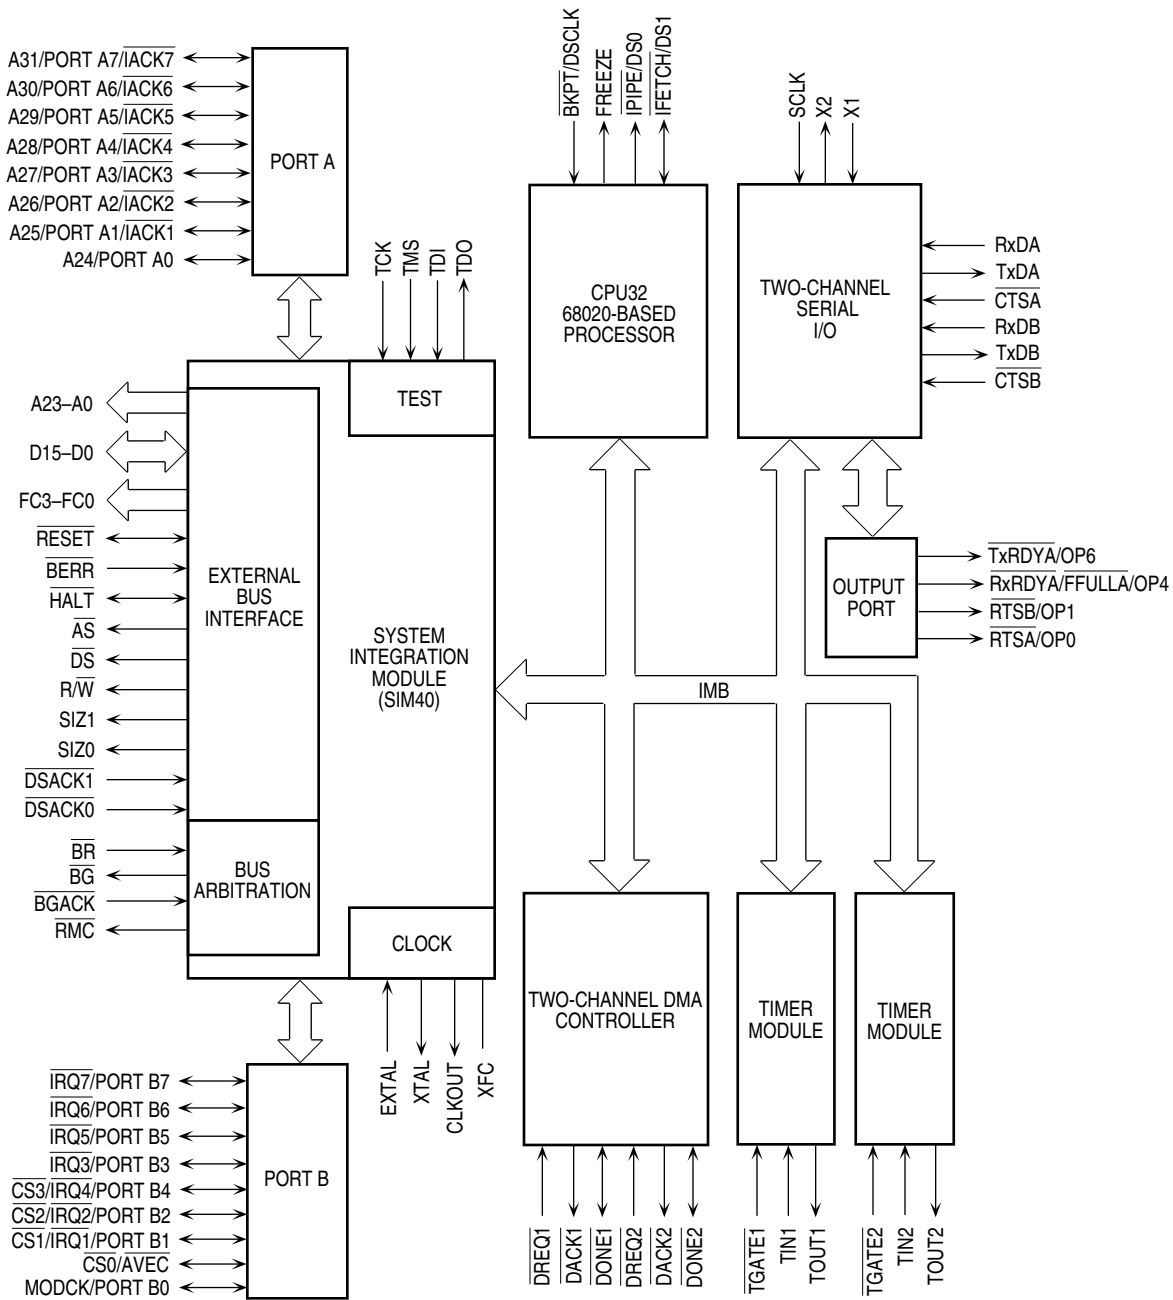 A31/PORT A7/IACK7
A30/PORT A6/IACK6
A29/PORT A5/IACK5
A28/PORT A4/IACK4
A27/PORT A3/IACK3
A26/PORT A2/IACK2
A25/PORT A1/IACK1
A24/PORT A0
PORT A
TCK
TMS
TDI
TDO
TEST
BKPT/DSCLK
FREEZE
IPIPE/DS0
IFETCH/DS1
CPU32
68020-BASED
PROCESSOR
SCLK
X2
X1
TWO-CHANNEL
SERIAL
I/O
RxDA
TxDA
CTSA
RxDB
TxDB
CTSB
OUTPUT
PORT
TxRDYA/OP6
RxRDYA/FFULLA/OP4
RTSB/OP1
RTSA/OP0
A23–A0
D15–D0
FC3–FC0
RESET
BERR
HALT
AS
DS
R/W
SIZ1
SIZ0
DSACK1
DSACK0
BR
BG
BGACK
RMC
EXTERNAL
BUS
INTERFACE
BUS
ARBITRATION
SYSTEM
INTEGRATION
MODULE
(SIM40)
IMB
CLOCK
EXTAL
XTAL
CLKOUT
XFC
IRQ7/PORT B7
IRQ6/PORT B6
IRQ5/PORT B5
IRQ3/PORT B3
CS3/IRQ4/PORT B4
CS2/IRQ2/PORT B2
CS1/IRQ1/PORT B1
CS0/AVEC
MODCK/PORT B0
PORT B
TWO-CHANNEL DMA
CONTROLLER
DREQ1
DACK1
DONE1
DREQ2
DACK2
DONE2
TIMER
MODULE
TGATE1
TIN1
TOUT1
TIMER
MODULE
TGATE2
TIN2
TOUT2